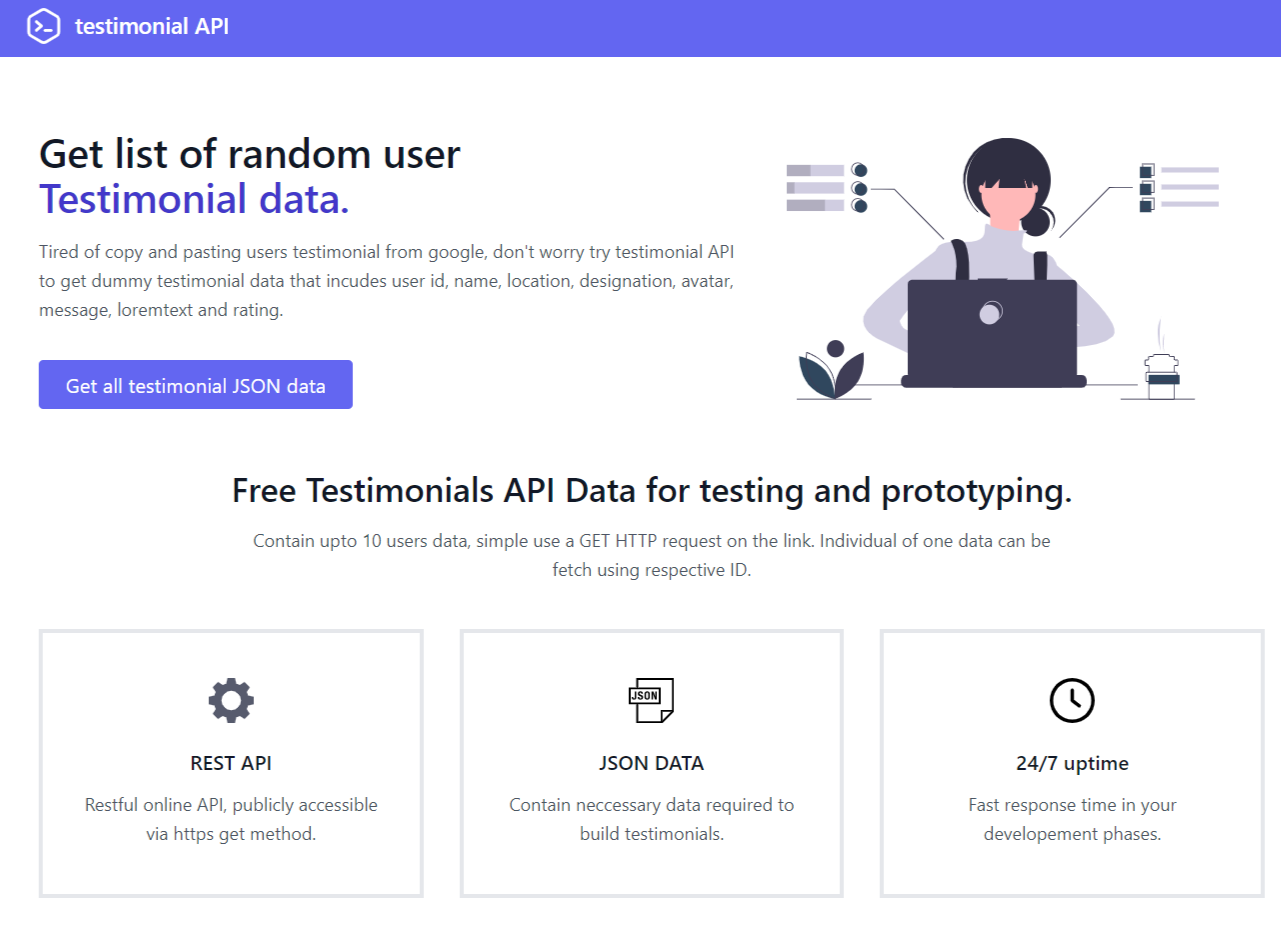 testimonial API
Get list of random user
Testimonial data.
Tired of copy and pasting users testimonial from google, don't worry try testimonial API
to get dummy testimonial data that incudes user id, name, location, designation, avatar,
message, loremtext and rating.
Get all testimonial JSON data
Free Testimonials API Data for testing and prototyping.
Contain upto 10 users data, simple use a GET HTTP request on the link. Individual of one data can be
fetch using respective ID.
REST API
Restful online API, publicly accessible
via https get method.
JSON
JSON DATA
Contain neccessary data required to
build testimonials.
24/7 uptime
Fast response time in your
developement phases.